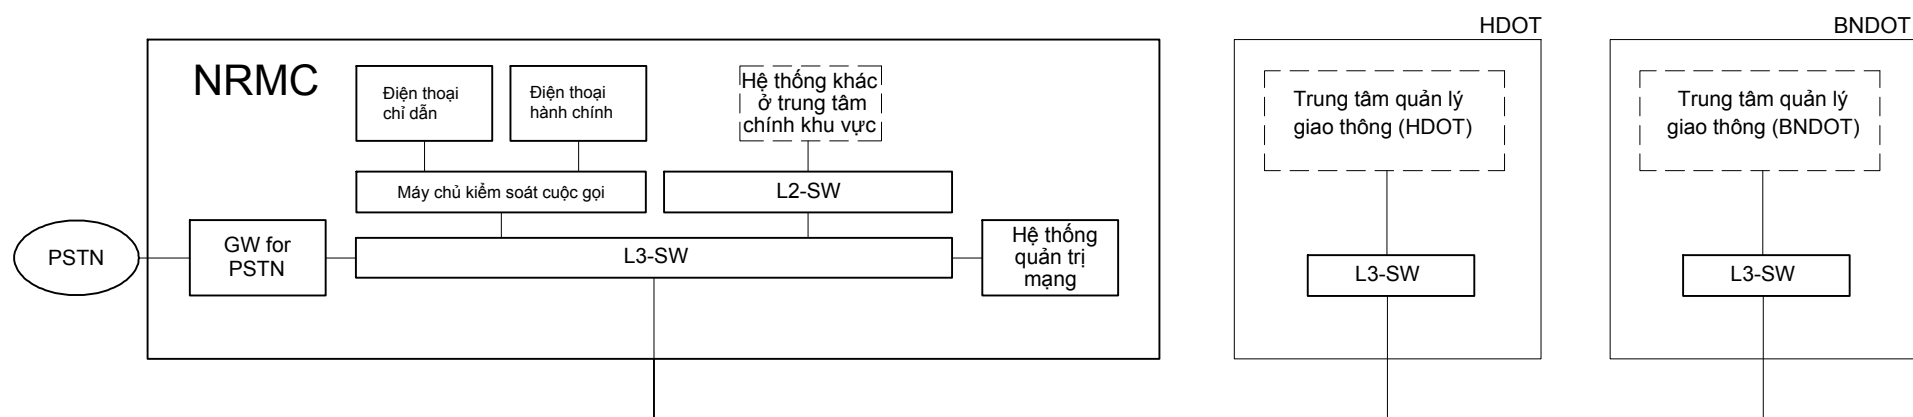 HDOT
BNDOT
NRMC
Điện thoại
chỉ dẫn
Điện thoại
hành chính
Hệ thống khác
ở trung tâm
chính khu vực
Trung tâm quản lý
giao thông (HDOT)
Trung tâm quản lý
giao thông (BNDOT)
Máy chủ kiểm soát cuộc gọi
L2-SW
PSTN
GW for
PSTN
L3-SW
Hệ thống
quản trị
mạng
L3-SW
L3-SW